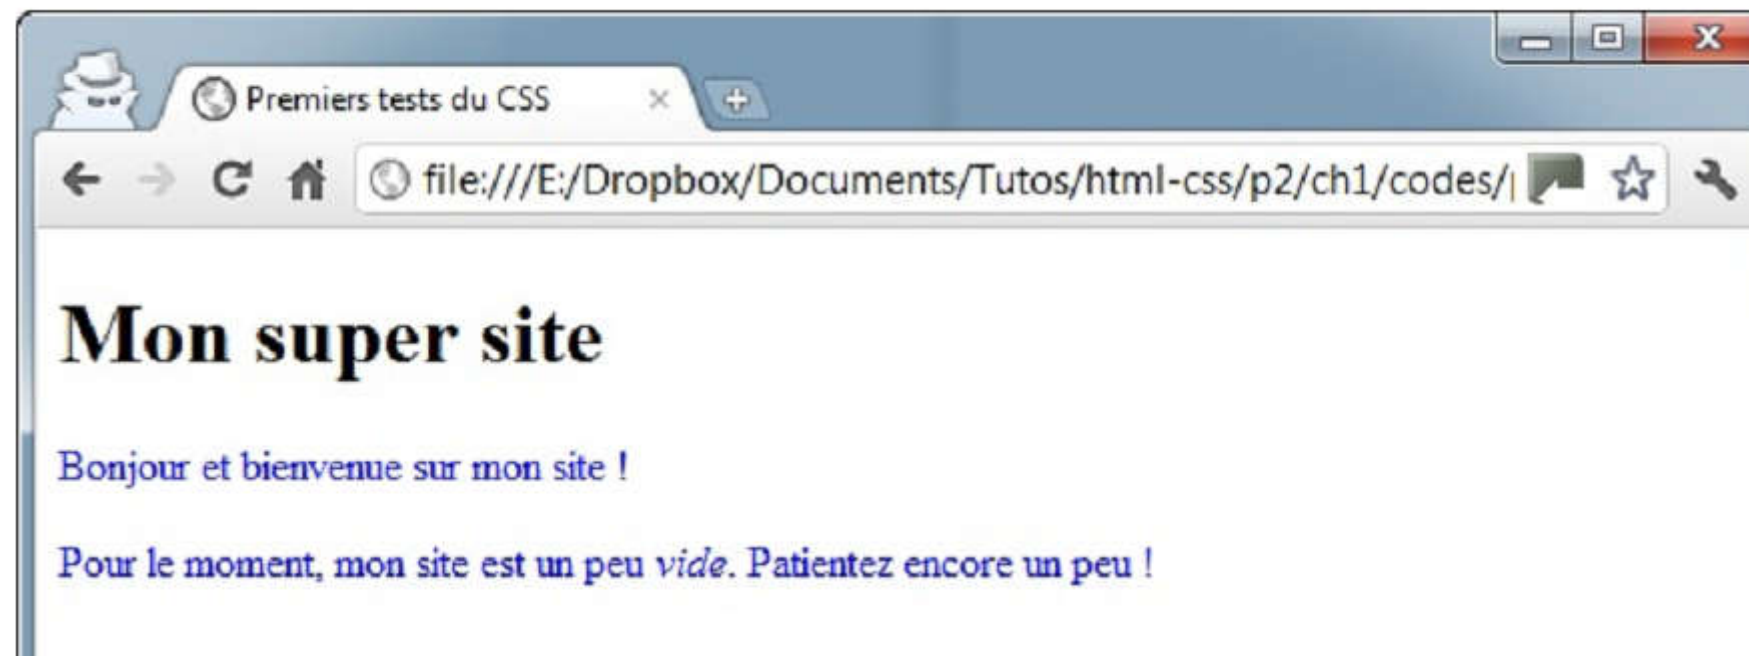 Premiers tests du CSS
file:///E:/Dropbox/Documents/Tutos/html-css/p2/ch1/codes/
Mon super site
Bonjour et bienvenue sur mon site !
Pour le moment, mon site est un peu vide. Patientez encore un peu !